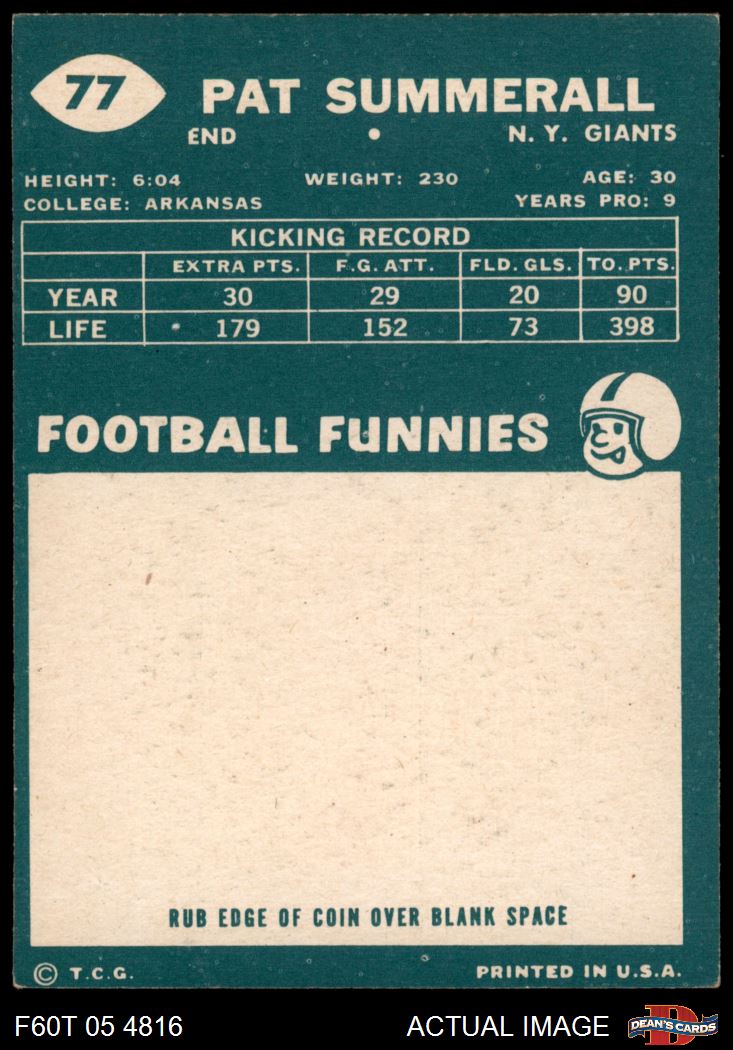 77
PAT SUMMERALL
END • N. Y. GIANTS
HEIGHT: 6:04 WEIGHT: 230 AGE: 30
COLLEGE: ARKANSAS YEARS PRO: 9
KICKING RECORD
EXTRA PTS. F.G. ATT. FLD. GLS. TO. PTS.
YEAR 30 29 20 90
LIFE 179 152 73 398
FOOTBALL FUNNIES
RUB EDGE OF COIN OVER BLANK SPACE
© T.C.G. PRINTED IN U.S.A.
F60T 05 4816 ACTUAL IMAGE D DEAN'S CARDS